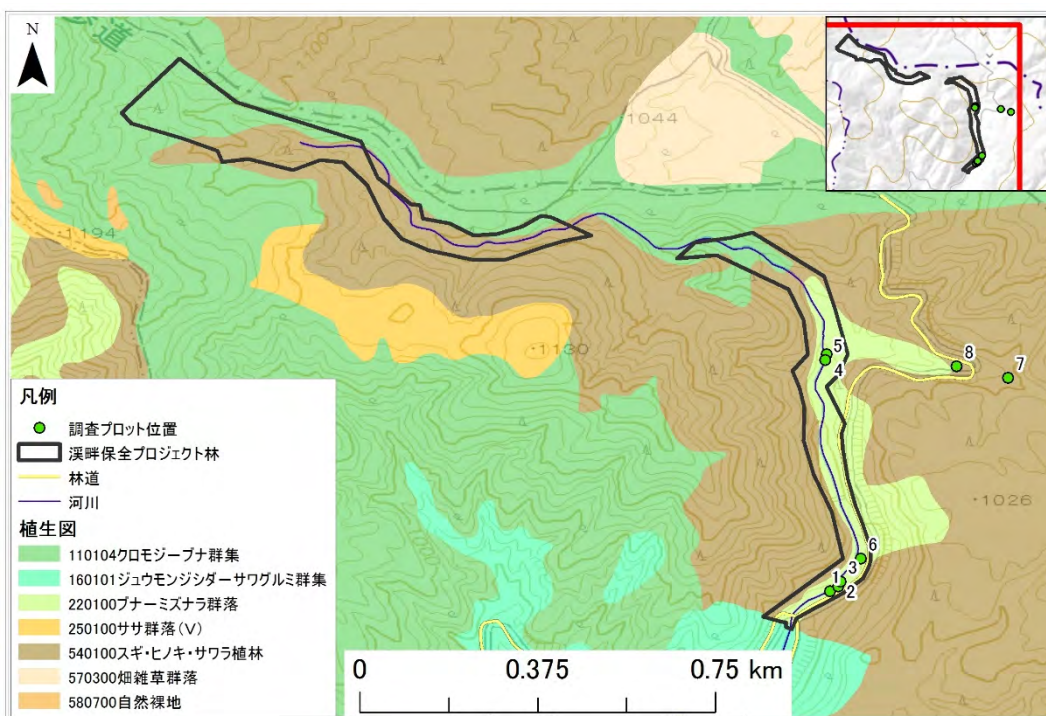 N
道
1100
・1044
・1194
・1130
5
4
8
7
・1026
6
3
1
2
凡例
調査プロット位置
渓畔保全プロジェクト林
林道
河川
植生図
110104クロモジーブナ群集
160101ジュウモンジシダーサワグルミ群集
220100ブナーミズナラ群落
250100ササ群落(Ⅴ)
540100スギ・ヒノキ・サワラ植林
570300畑雑草群落
580700自然裸地
0 0.375 0.75 km